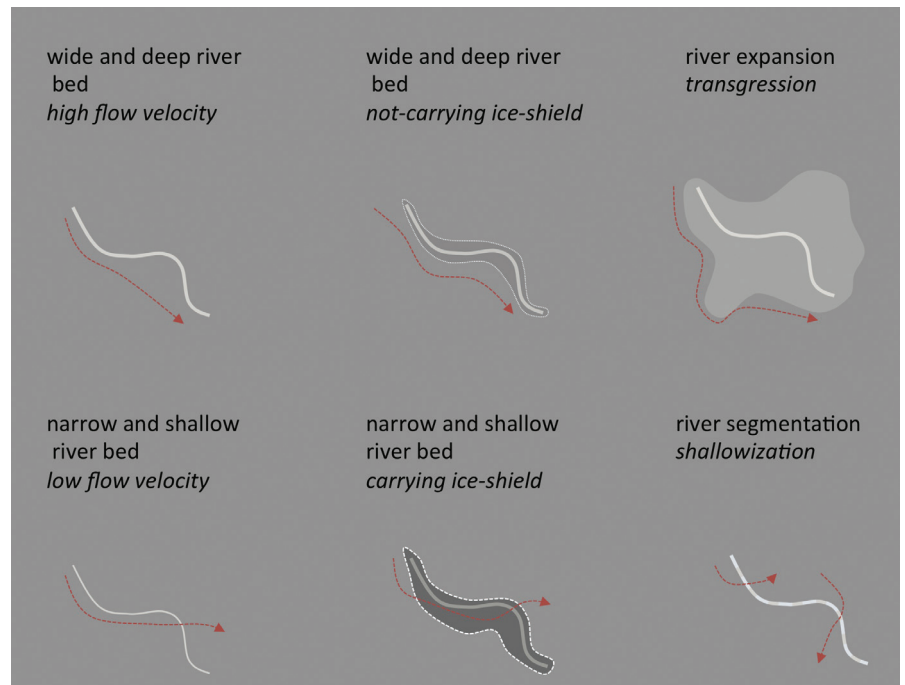 wide and deep river
bed
high flow velocity
wide and deep river
bed
not-carrying ice-shield
river expansion
transgression
narrow and shallow
river bed
low flow velocity
narrow and shallow
river bed
carrying ice-shield
river segmentation
shallowization